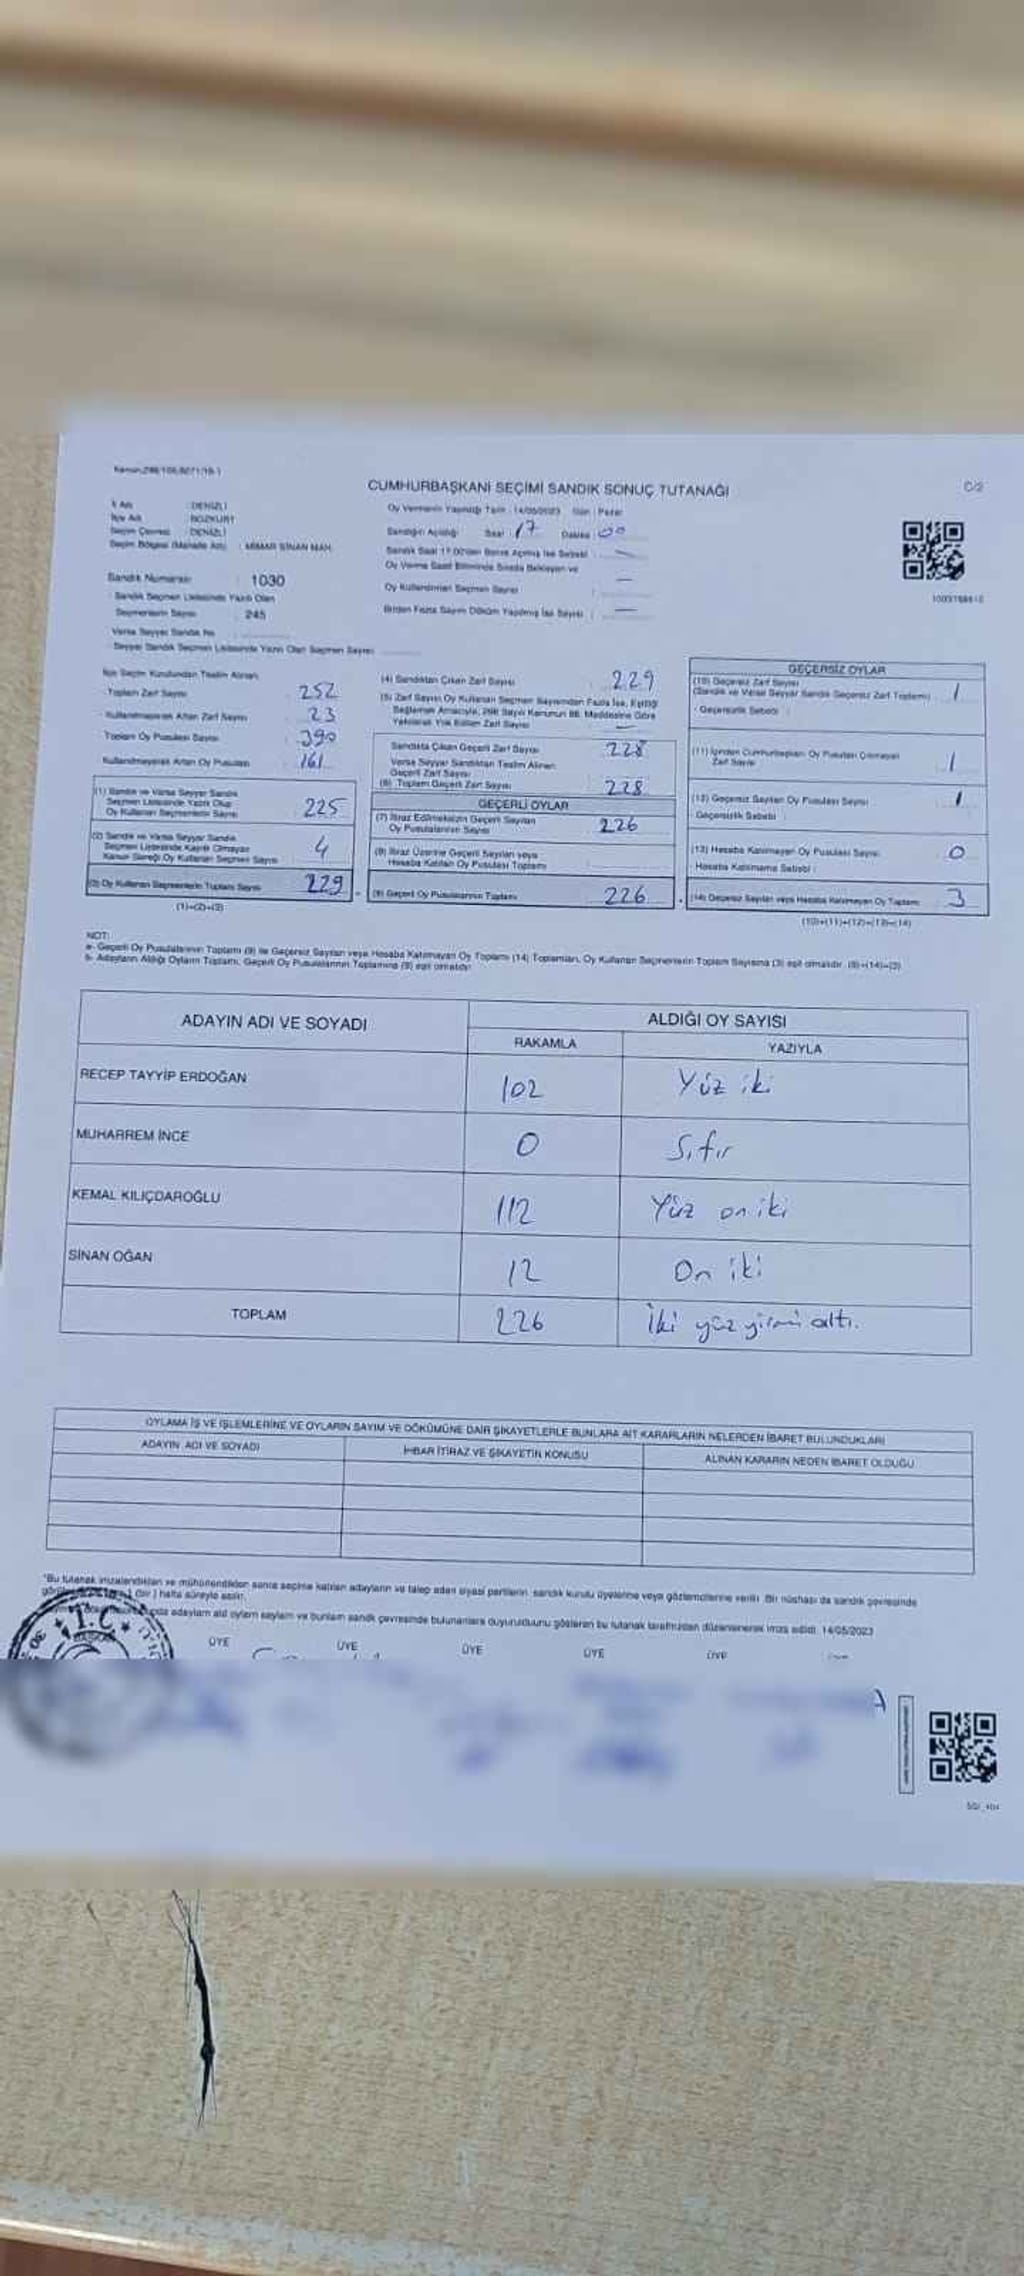 CUMHURBAŞKANI SEÇİMİ SANDIK SONUÇ TUTANAĞI
C/2
İl Adı : DENİZLİ
İlçe Adı : BOZKURT
Seçim Çevresi : DENİZLİ
Seçim Bölgesi (Mahalle Adı) : MİMAR SİNAN MAH.
Sandık Numarası : 1030
Sandık Seçmen Listesinde Yazılı Olan
Seçmenlerin Sayısı : 245
Varsa Seyyar Sandık No :
Seyyar Sandık Seçmen Listesinde Yazılı Olan Seçmen Sayısı :
Oy Vermenin Yapıldığı Tarih : 14/05/2023 Gün : Pazar
Sandığın Açıldığı Saat 17 Dakika 00
Sandık Saat 17.00'den Sonra Açılmış İse Sebebi : —
Oy Verme Saati Bitiminde Sırada Bekleyen ve
Oy Kullandırılan Seçmen Sayısı : —
Birden Fazla Sayım Döküm Yapılmış İse Sayısı : —
İlçe Seçim Kurulundan Teslim Alınan
Toplam Zarf Sayısı : 252
Kullanılmayarak Artan Zarf Sayısı : 23
Toplam Oy Pusulası Sayısı : 390
Kullanılmayarak Artan Oy Pusulası : 161
(1) Sandık ve Varsa Seyyar Sandık
Seçmen Listesinde Yazılı Olup
Oy Kullanan Seçmenlerin Sayısı : 225
(2) Sandık ve Varsa Seyyar Sandık
Seçmen Listesinde Kayıtlı Olmayan
Kanun Gereği Oy Kullanan Seçmen Sayısı : 4
(3) Oy Kullanan Seçmenlerin Toplam Sayısı 229
(1)+(2)=(3)
(4) Sandıktan Çıkan Zarf Sayısı : 229
(5) Zarf Sayısı Oy Kullanan Seçmen Sayısından Fazla İse, Eşitliği
Sağlamak Amacıyla, 298 Sayılı Kanunun 98. Maddesine Göre
Yakılarak Yok Edilen Zarf Sayısı : —
Sandıkta Çıkan Geçerli Zarf Sayısı : 228
Varsa Seyyar Sandıktan Teslim Alınan
Geçerli Zarf Sayısı :
(6) Toplam Geçerli Zarf Sayısı : 228
GEÇERLİ OYLAR
(7) İtiraz Edilmeksizin Geçerli Sayılan
Oy Pusulalarının Sayısı : 226
(8) İtiraz Üzerine Geçerli Sayılan veya
Hesaba Katılan Oy Pusulası Toplamı :
(9) Geçerli Oy Pusulalarının Toplamı : 226
GEÇERSİZ OYLAR
(10) Geçersiz Zarf Sayısı
(Sandık ve Varsa Seyyar Sandık Geçersiz Zarf Toplamı) : 1
Geçersizlik Sebebi :
(11) İçinden Cumhurbaşkanı Oy Pusulası Çıkmayan
Zarf Sayısı : 1
(12) Geçersiz Sayılan Oy Pusulası Sayısı : 1
Geçersizlik Sebebi :
(13) Hesaba Katılmayan Oy Pusulası Sayısı : 0
Hesaba Katılmama Sebebi :
(14) Geçersiz Sayılan veya Hesaba Katılmayan Oy Toplamı : 3
(10)+(11)+(12)+(13)=(14)
NOT:
a- Geçerli Oy Pusulalarının Toplamı (9) ile Geçersiz Sayılan veya Hesaba Katılmayan Oy Toplamı (14) Toplamları, Oy Kullanan Seçmenlerin Toplam Sayısına (3) eşit olmalıdır. (9)+(14)=(3)
b- Adayların Aldığı Oyların Toplamı, Geçerli Oy Pusulalarının Toplamına (9) eşit olmalıdır.
ADAYIN ADI VE SOYADI ALDIĞI OY SAYISI
RAKAMLA YAZIYLA
RECEP TAYYİP ERDOĞAN 102 Yüz iki
MUHARREM İNCE 0 Sıfır
KEMAL KILIÇDAROĞLU 112 Yüz on iki
SİNAN OĞAN 12 On iki
TOPLAM 226 İki yüz yirmi altı.
OYLAMA İŞ VE İŞLEMLERİNE VE OYLARIN SAYIM VE DÖKÜMÜNE DAİR ŞİKAYETLERLE BUNLARA AİT KARARLARIN NELERDEN İBARET BULUNDUKLARI
ADAYIN ADI VE SOYADI İHBAR İTİRAZ VE ŞİKAYETİN KONUSU ALINAN KARARIN NEDEN İBARET OLDUĞU
"Bu tutanak imzalandıktan ve mühürlendikten sonra seçime katılan adayların ve talep eden siyasi partilerin sandık kurulu üyelerine veya gözlemcilerine verilir. Bir nüshası da sandık çevresinde
(bir) hafta süreyle asılır.
adayların ad oyların sayılarını ve bunların sandık çevresinde bulunanlara duyurulduğunu gösteren bu tutanak tarafımızdan düzenlenerek imza edildi. 14/05/2023
T.C.
ÜYE ÜYE ÜYE ÜYE ÜYE